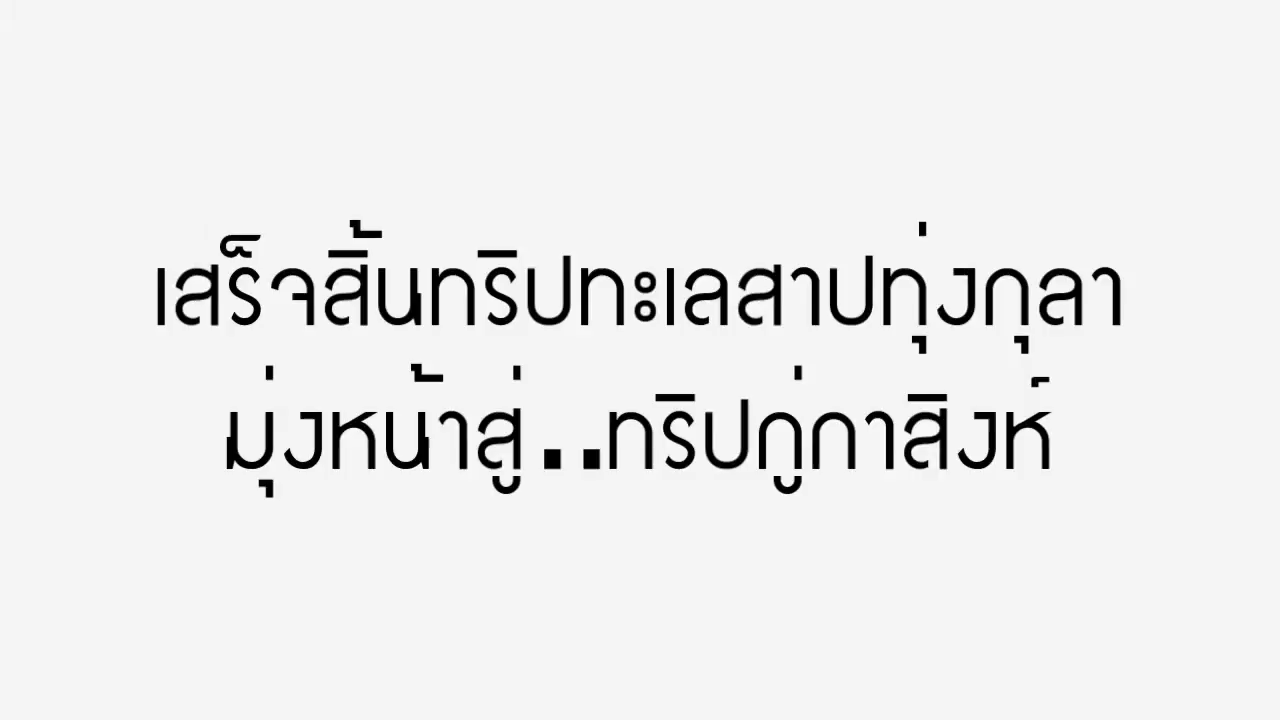 เสร็จสิ้นทริปทะเลสาปทุ่งกุลา
มุ่งหน้าสู่..ทริปกู่กาสิงห์